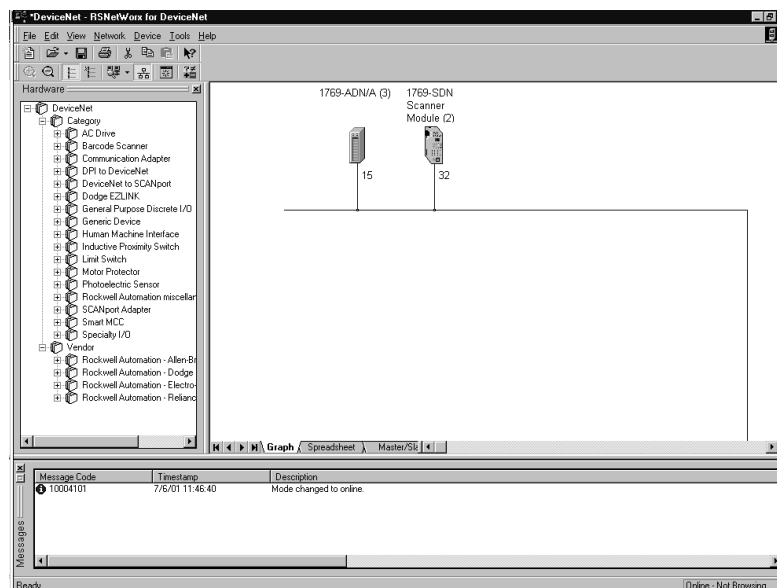 *DeviceNet - RSNetWorx for DeviceNet
File Edit View Network Device Tools Help
Hardware
DeviceNet
Category
AC Drive
Barcode Scanner
Communication Adapter
DPI to DeviceNet
DeviceNet to SCANport
Dodge EZLINK
General Purpose Discrete I/O
Generic Device
Human Machine Interface
Inductive Proximity Switch
Limit Switch
Motor Protector
Photoelectric Sensor
Rockwell Automation miscellar
SCANport Adapter
Smart MCC
Specialty I/O
Vendor
Rockwell Automation - Allen-Br
Rockwell Automation - Dodge
Rockwell Automation - Electro-
Rockwell Automation - Relianc
1769-ADN/A (3)
15
1769-SDN
Scanner
Module (2)
32
Graph Spreadsheet Master/Sla
Messages
Message Code Timestamp Description
10004101 7/6/01 11:46:40 Mode changed to online.
Ready Online - Not Browsing